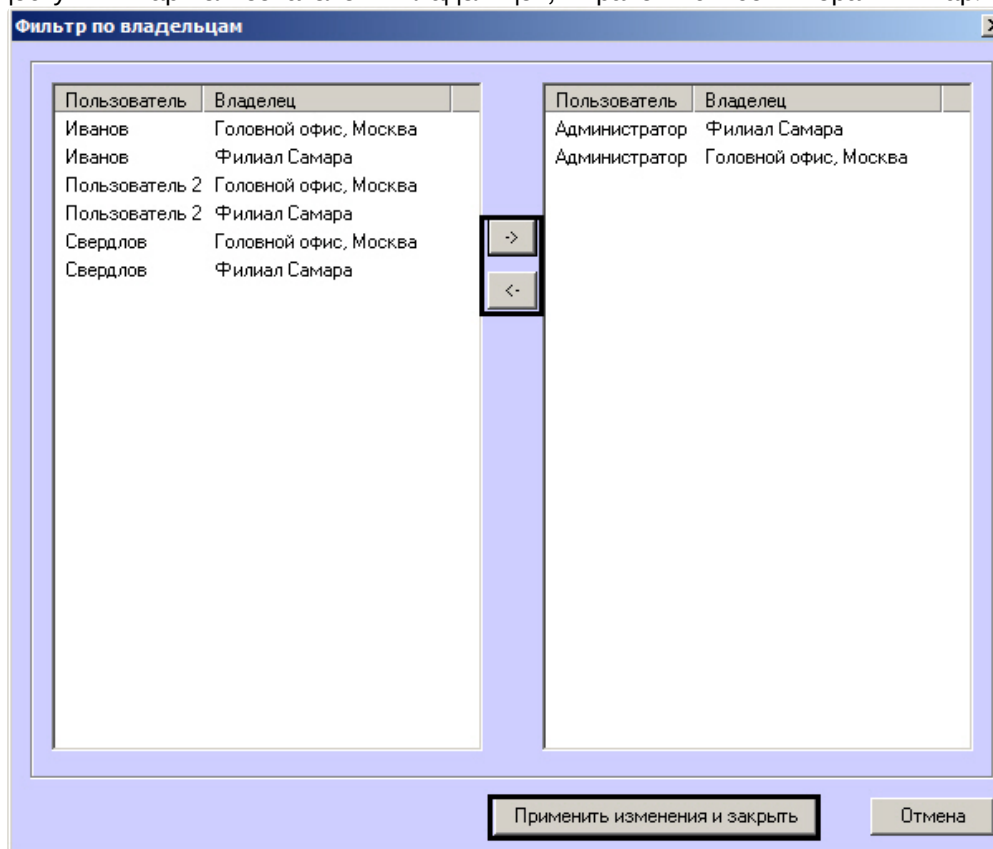 Фильтр по владельцам
Пользователь Владелец
Иванов Головной офис, Москва
Иванов Филиал Самара
Пользователь 2 Головной офис, Москва
Пользователь 2 Филиал Самара
Свердлов Головной офис, Москва
Свердлов Филиал Самара
->
<-
Пользователь Владелец
Администратор Филиал Самара
Администратор Головной офис, Москва
Применить изменения и закрыть
Отмена